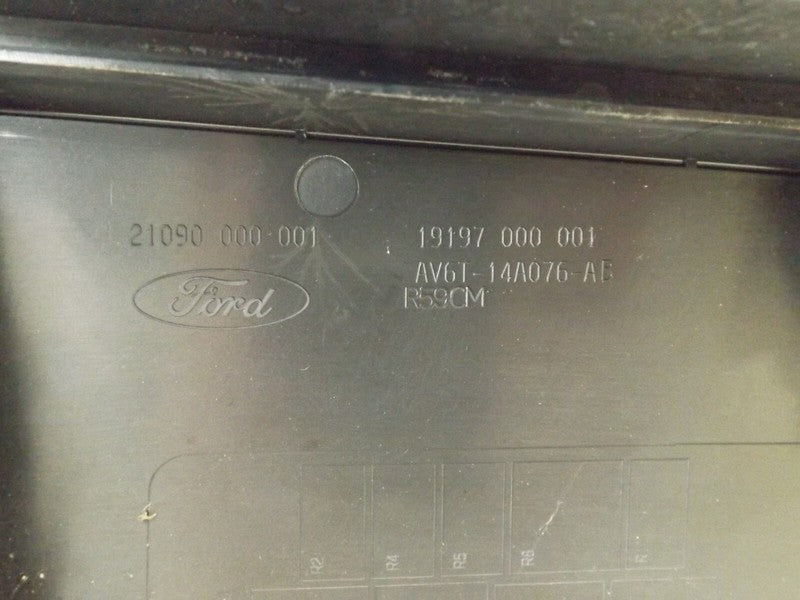 21090 000 001 19197 000 001
AV6T-14A076-AB
Ford R59CM
R2 R4 R5 R6 R